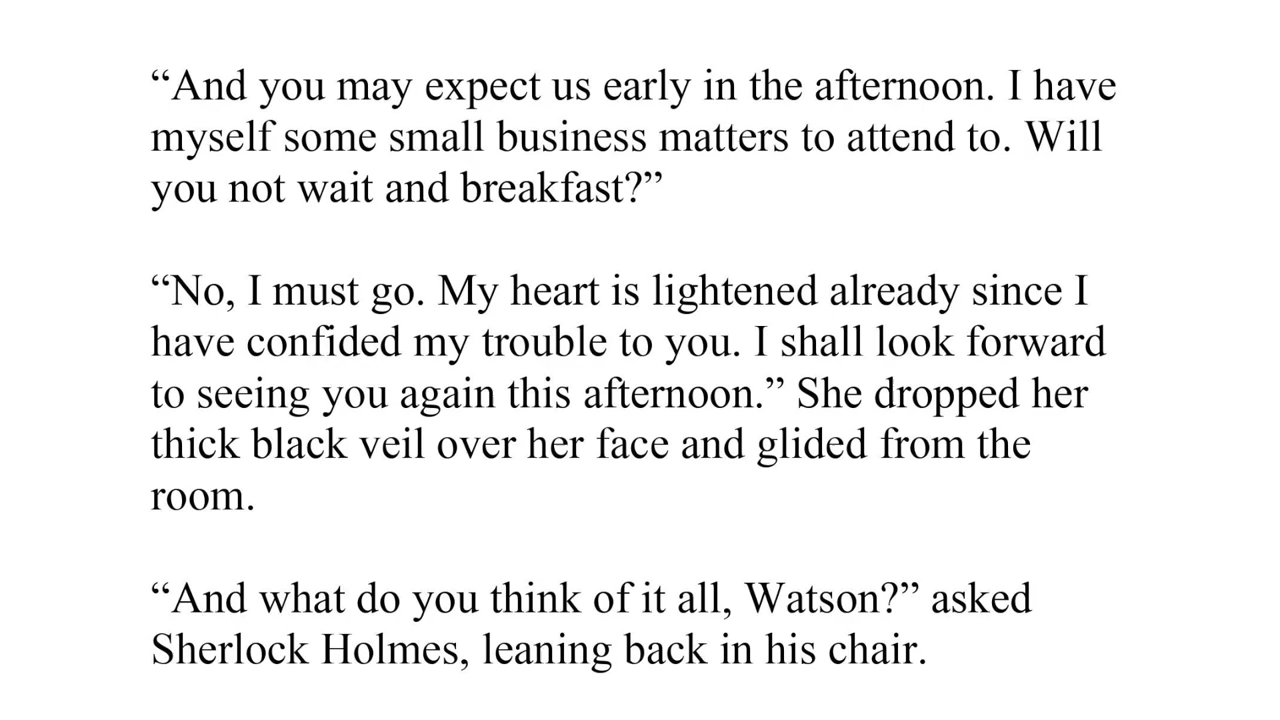 “And you may expect us early in the afternoon. I have
myself some small business matters to attend to. Will
you not wait and breakfast?”
“No, I must go. My heart is lightened already since I
have confided my trouble to you. I shall look forward
to seeing you again this afternoon.” She dropped her
thick black veil over her face and glided from the
room.
“And what do you think of it all, Watson?” asked
Sherlock Holmes, leaning back in his chair.